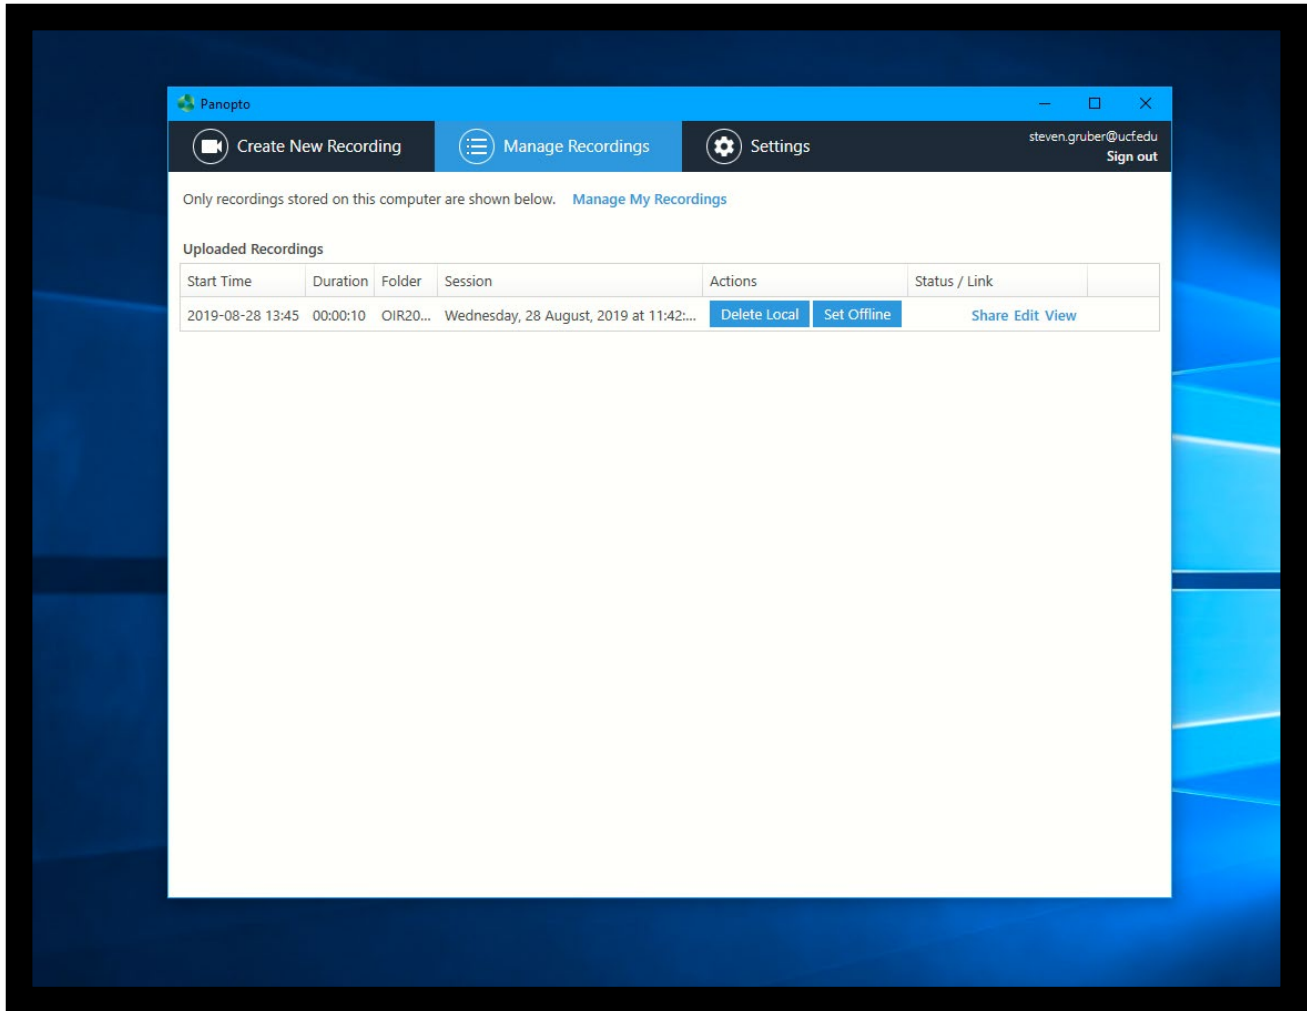 Panopto
Create New Recording Manage Recordings Settings steven.gruber@ucf.edu
Sign out
Only recordings stored on this computer are shown below. Manage My Recordings
Uploaded Recordings
Start Time Duration Folder Session Actions Status / Link
2019-08-28 13:45 00:00:10 OIR20... Wednesday, 28 August, 2019 at 11:42:... Delete Local Set Offline Share Edit View